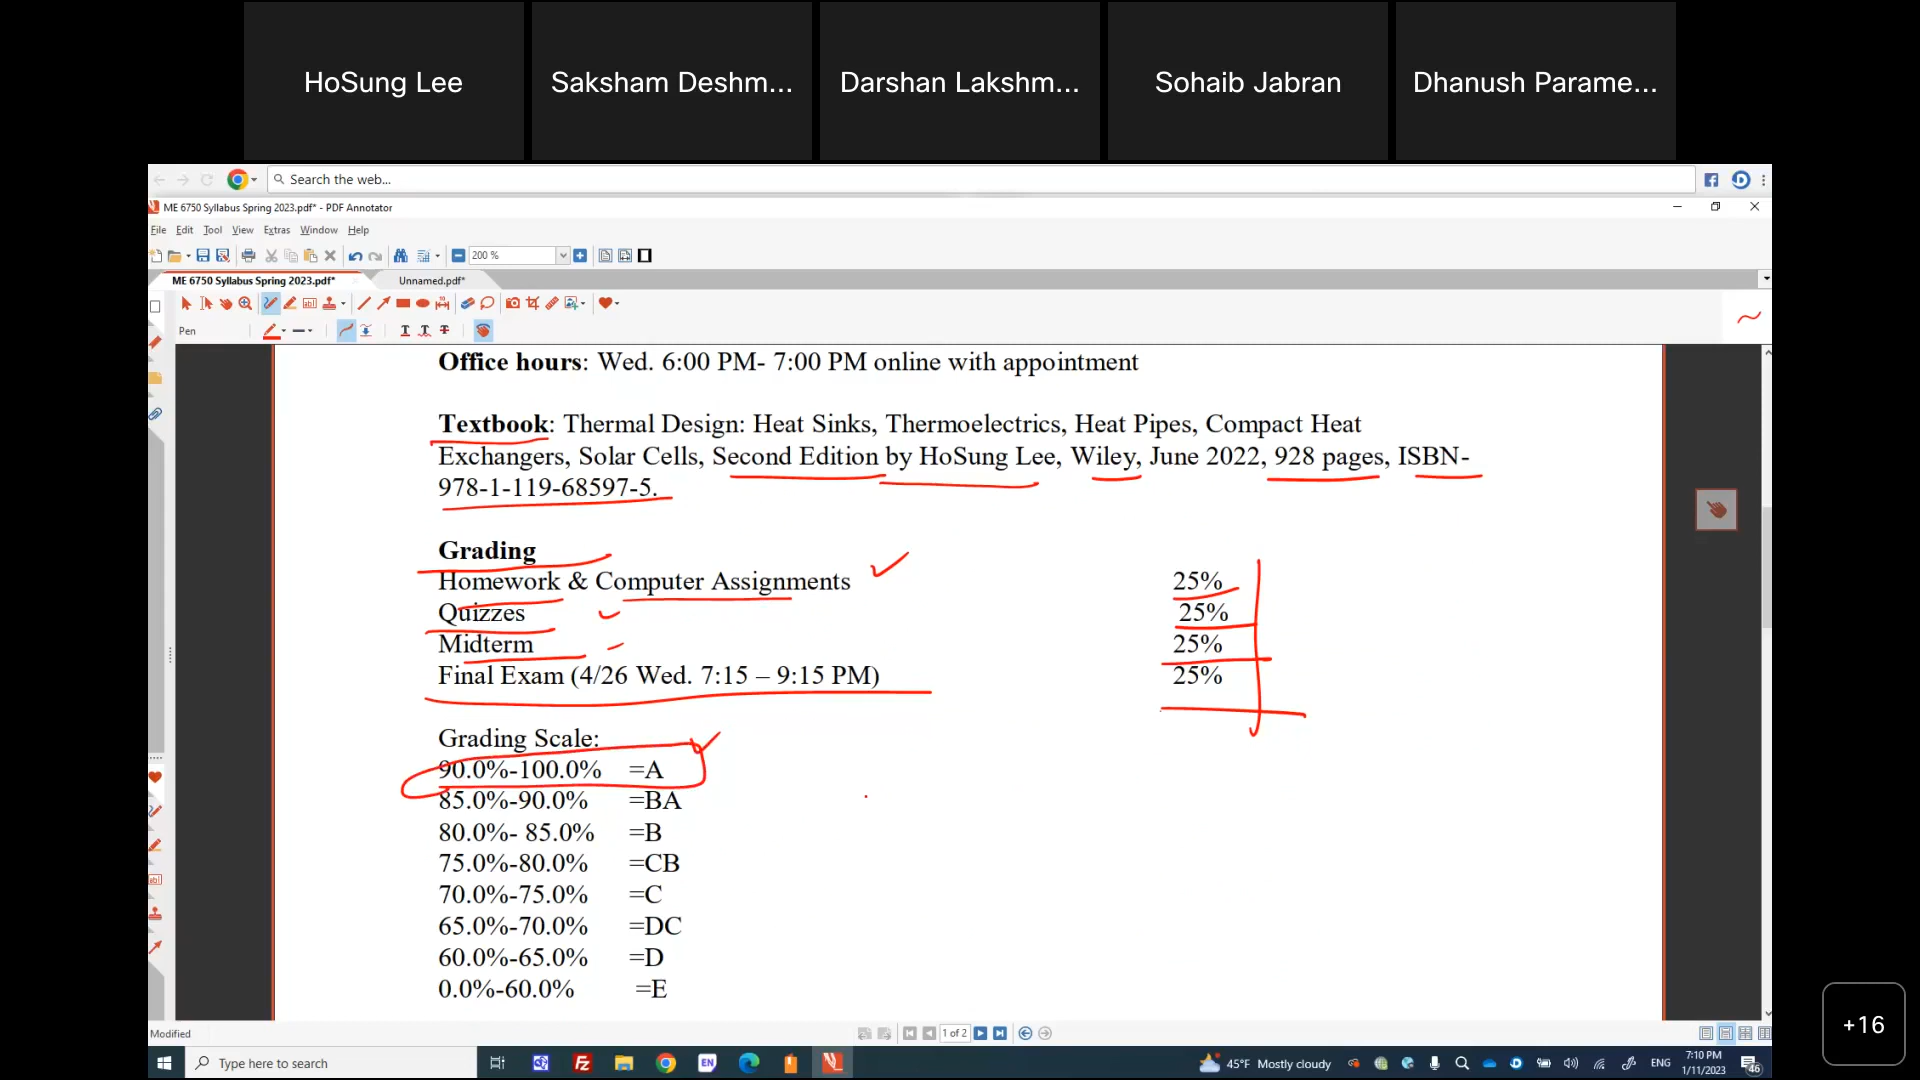 HoSung Lee
Saksham Deshm...
Darshan Lakshm...
Sohaib Jabran
Dhanush Parame...
Search the web...
ME 6750 Syllabus Spring 2023.pdf* - PDF Annotator
File Edit Tool View Extras Window Help
200 %
ME 6750 Syllabus Spring 2023.pdf*
Unnamed.pdf*
Pen
Office hours: Wed. 6:00 PM- 7:00 PM online with appointment
Textbook: Thermal Design: Heat Sinks, Thermoelectrics, Heat Pipes, Compact Heat
Exchangers, Solar Cells, Second Edition by HoSung Lee, Wiley, June 2022, 928 pages, ISBN-
978-1-119-68597-5.
Grading
Homework & Computer Assignments 25%
Quizzes 25%
Midterm 25%
Final Exam (4/26 Wed. 7:15 – 9:15 PM) 25%
Grading Scale:
90.0%-100.0% =A
85.0%-90.0% =BA
80.0%- 85.0% =B
75.0%-80.0% =CB
70.0%-75.0% =C
65.0%-70.0% =DC
60.0%-65.0% =D
0.0%-60.0% =E
+16
Modified
1 of 2
Type here to search
EN
45°F Mostly cloudy
ENG
7:10 PM
1/11/2023
46